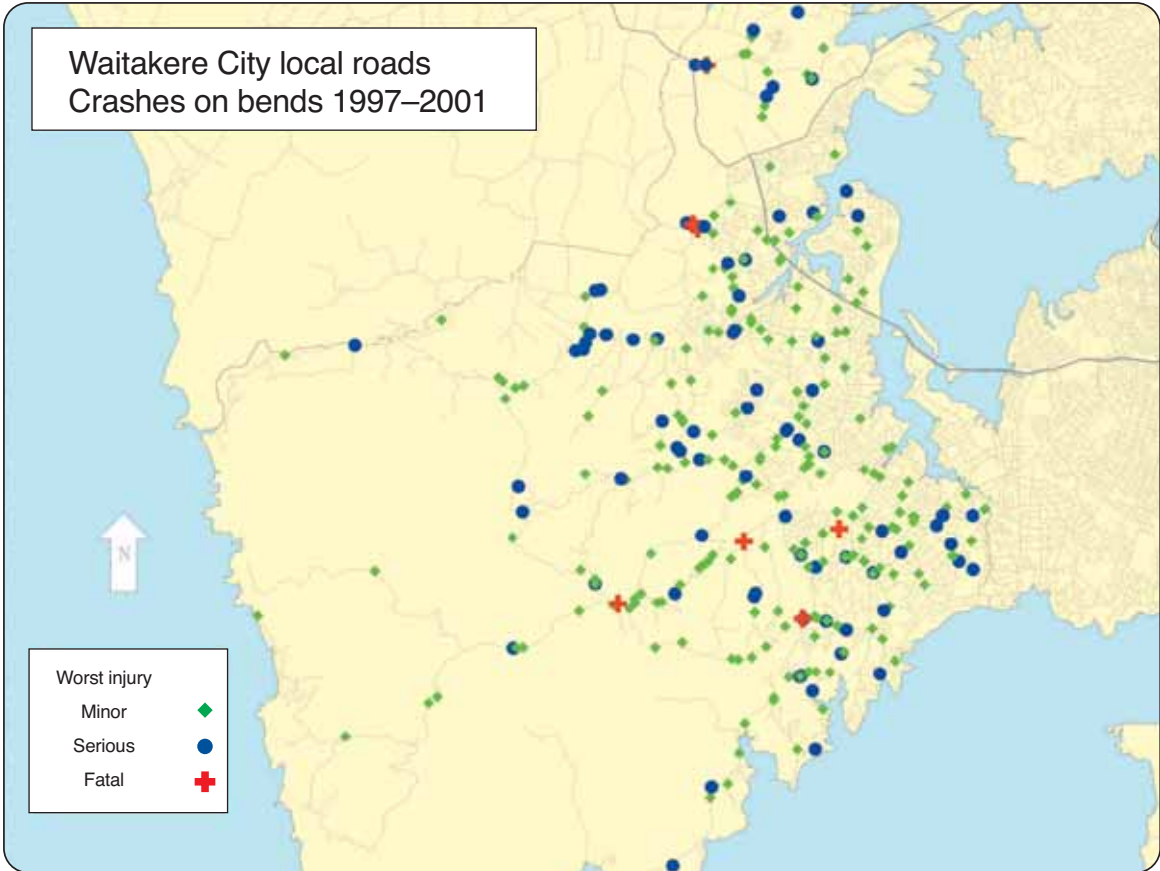 Waitakere City local roads
Crashes on bends 1997–2001
N
Worst injury
Minor
Serious
Fatal